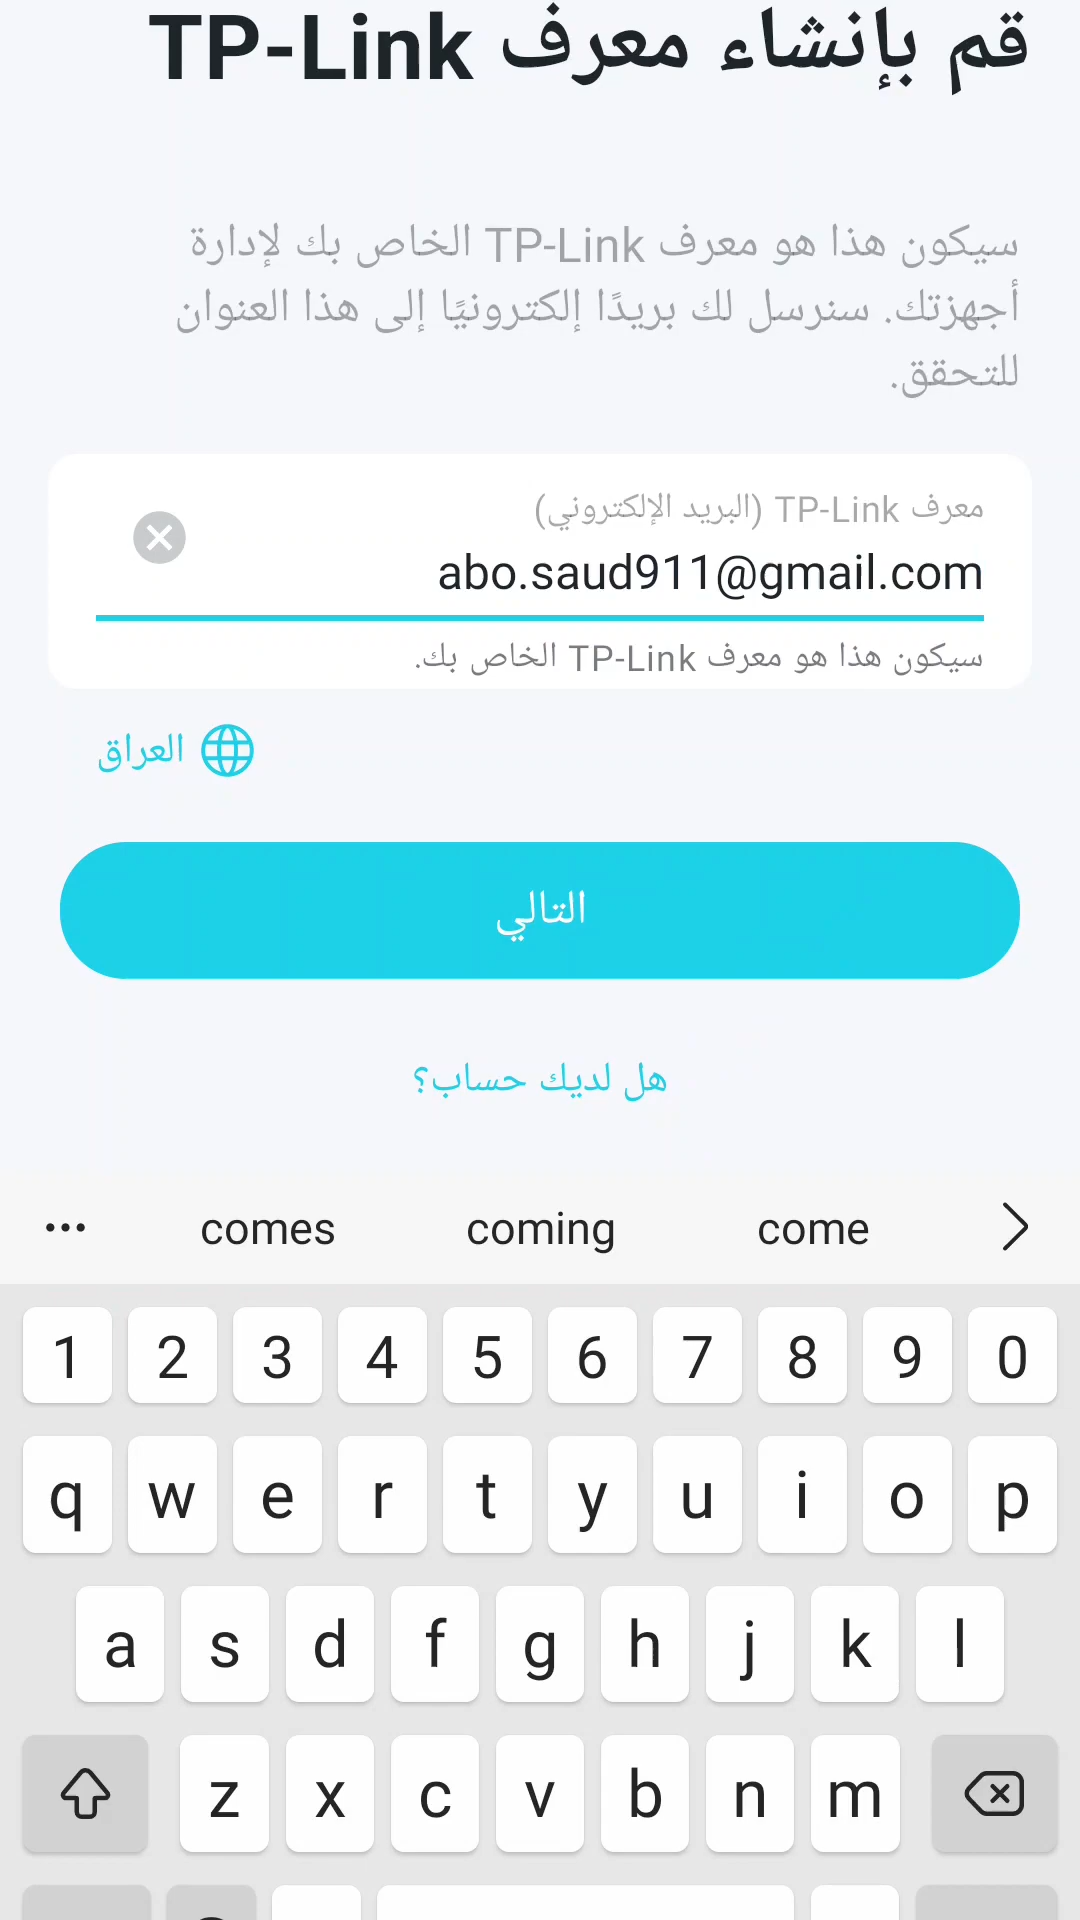 قم بإنشاء معرف TP-Link
سيكون هذا هو معرف TP-Link الخاص بك لإدارة
أجهزتك. سنرسل لك بريدًا إلكترونيًا إلى هذا العنوان
للتحقق.
معرف TP-Link (البريد الإلكتروني)
abo.saud911@gmail.com
سيكون هذا هو معرف TP-Link الخاص بك.
العراق
التالي
هل لديك حساب؟
comes coming come
1 2 3 4 5 6 7 8 9 0
q w e r t y u i o p
a s d f g h j k l
z x c v b n m